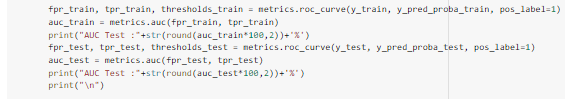 fpr_train, tpr_train, thresholds_train = metrics.roc_curve(y_train, y_pred_proba_train, pos_label=1)
auc_train = metrics.auc(fpr_train, tpr_train)
print("AUC Test :"+str(round(auc_train*100,2))+'%')
fpr_test, tpr_test, thresholds_test = metrics.roc_curve(y_test, y_pred_proba_test, pos_label=1)
auc_test = metrics.auc(fpr_test, tpr_test)
print("AUC Test :"+str(round(auc_test*100,2))+'%')
print("\n")